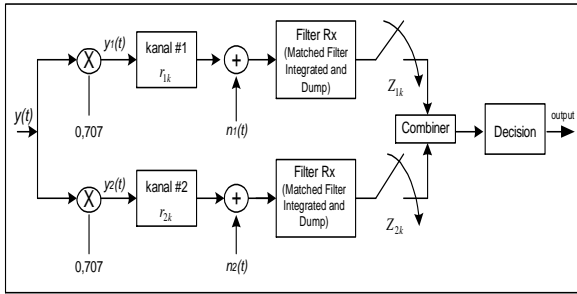 y(t)
X
0,707
y1(t)
kanal #1
r1k
+
n1(t)
Filter Rx
(Matched Filter
Integrated and
Dump)
Z1k
X
0,707
y2(t)
kanal #2
r2k
+
n2(t)
Filter Rx
(Matched Filter
Integrated and
Dump)
Z2k
Combiner
Decision
output